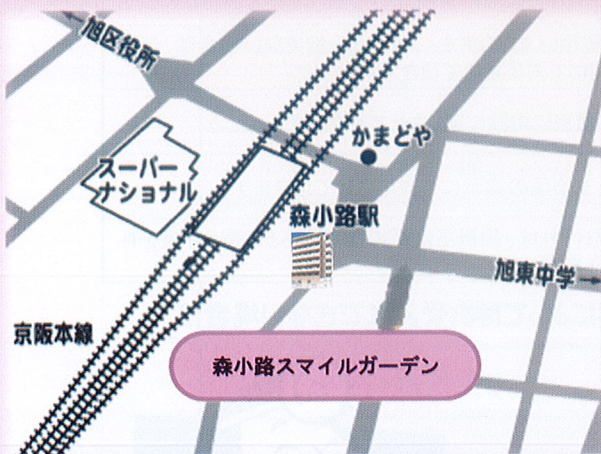 ←旭区役所
かまどや
スーパー
ナショナル
森小路駅
旭東中学→
京阪本線
森小路スマイルガーデン